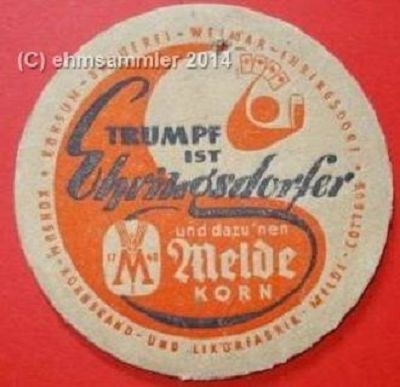 (C) ehmsammler 2014
KONSUM-BRAUEREI-WEIMAR-EHRINGSDORF
TRUMPF
IST
Ehringsdorfer
und dazu 'nen
Melde
KORN
17 M 48
KONSUM-KORNBRAND-UND LIKÖRFABRIK-MELDE-COTTBUS